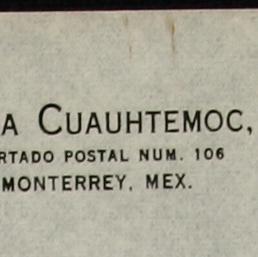 A CUAUHTEMOC,
RTADO POSTAL NUM. 106
MONTERREY, MEX.